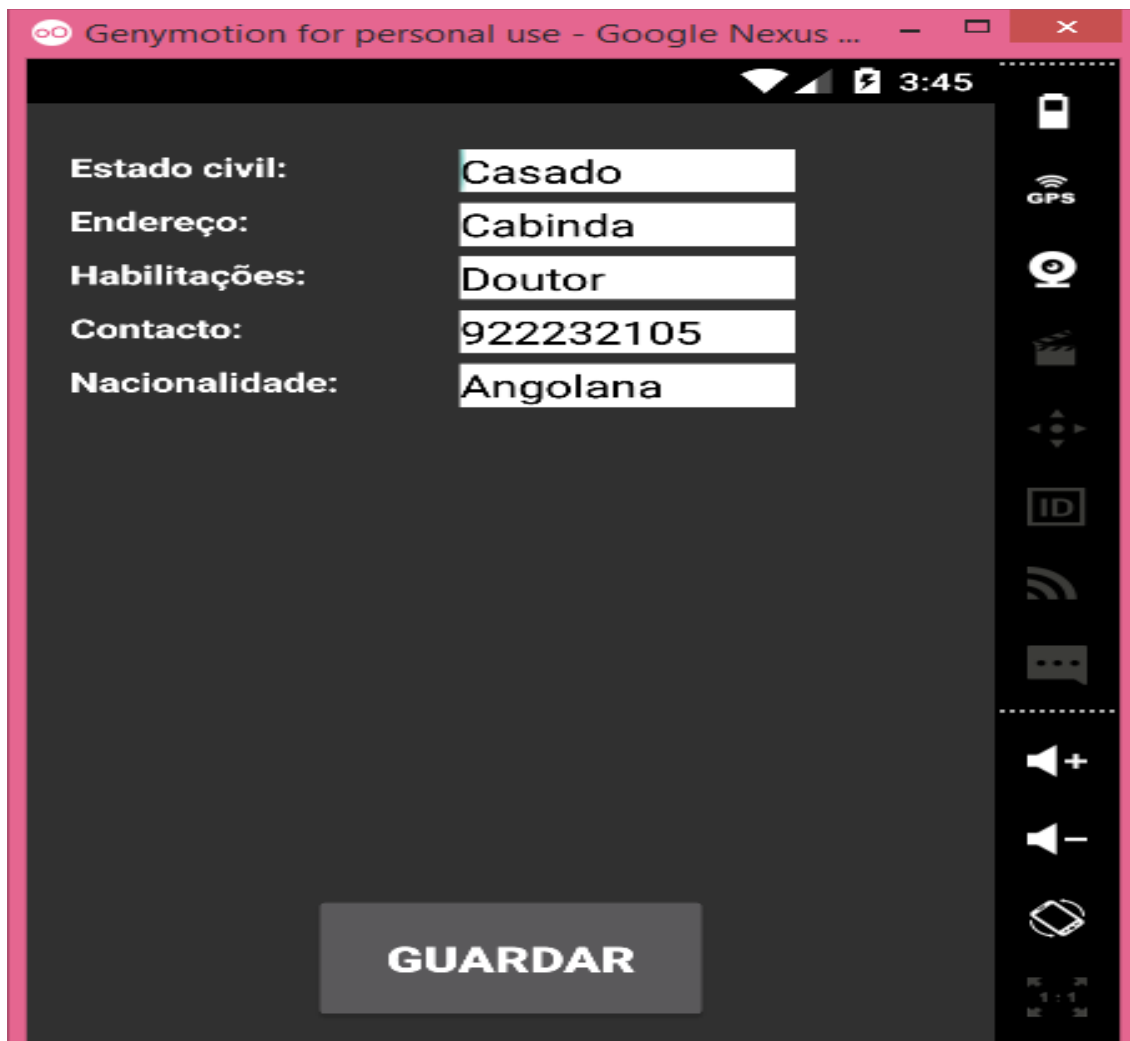 Genymotion for personal use - Google Nexus ...
3:45
Estado civil: Casado
Endereço: Cabinda
Habilitações: Doutor
Contacto: 922232105
Nacionalidade: Angolana
GPS
ID
GUARDAR
1:1